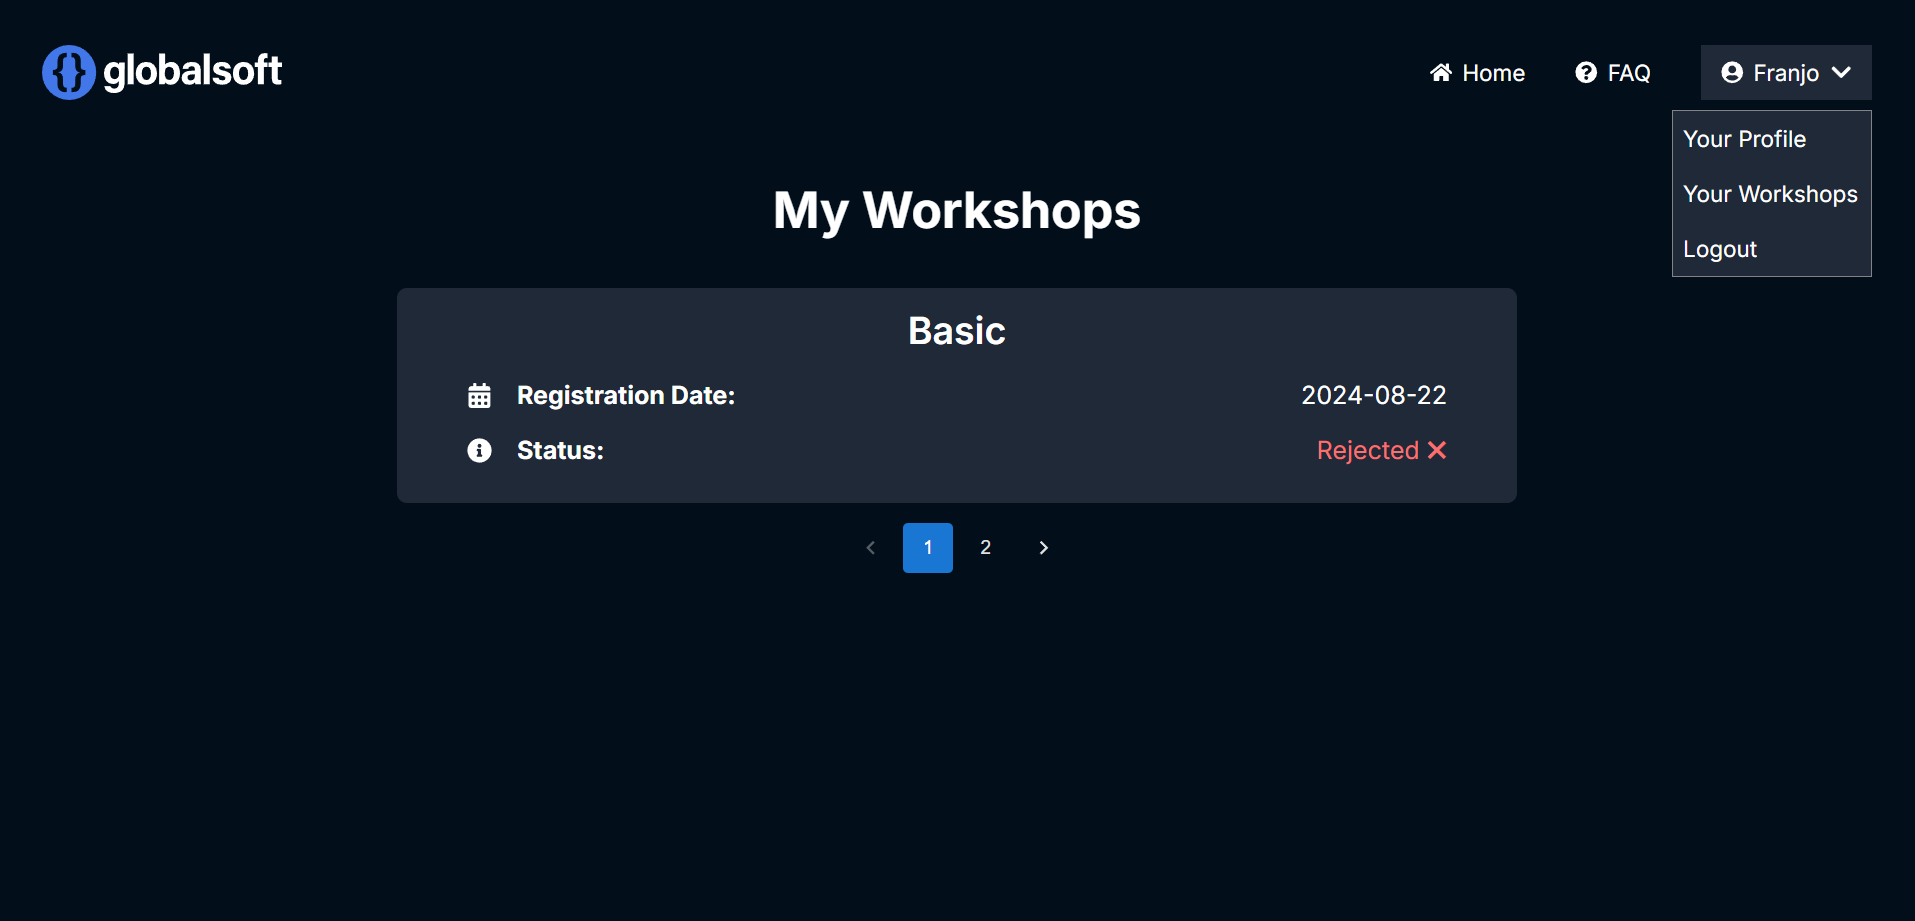 globalsoft
Home
FAQ
Franjo
Your Profile
Your Workshops
Logout
My Workshops
Basic
Registration Date: 2024-08-22
Status: Rejected
1 2